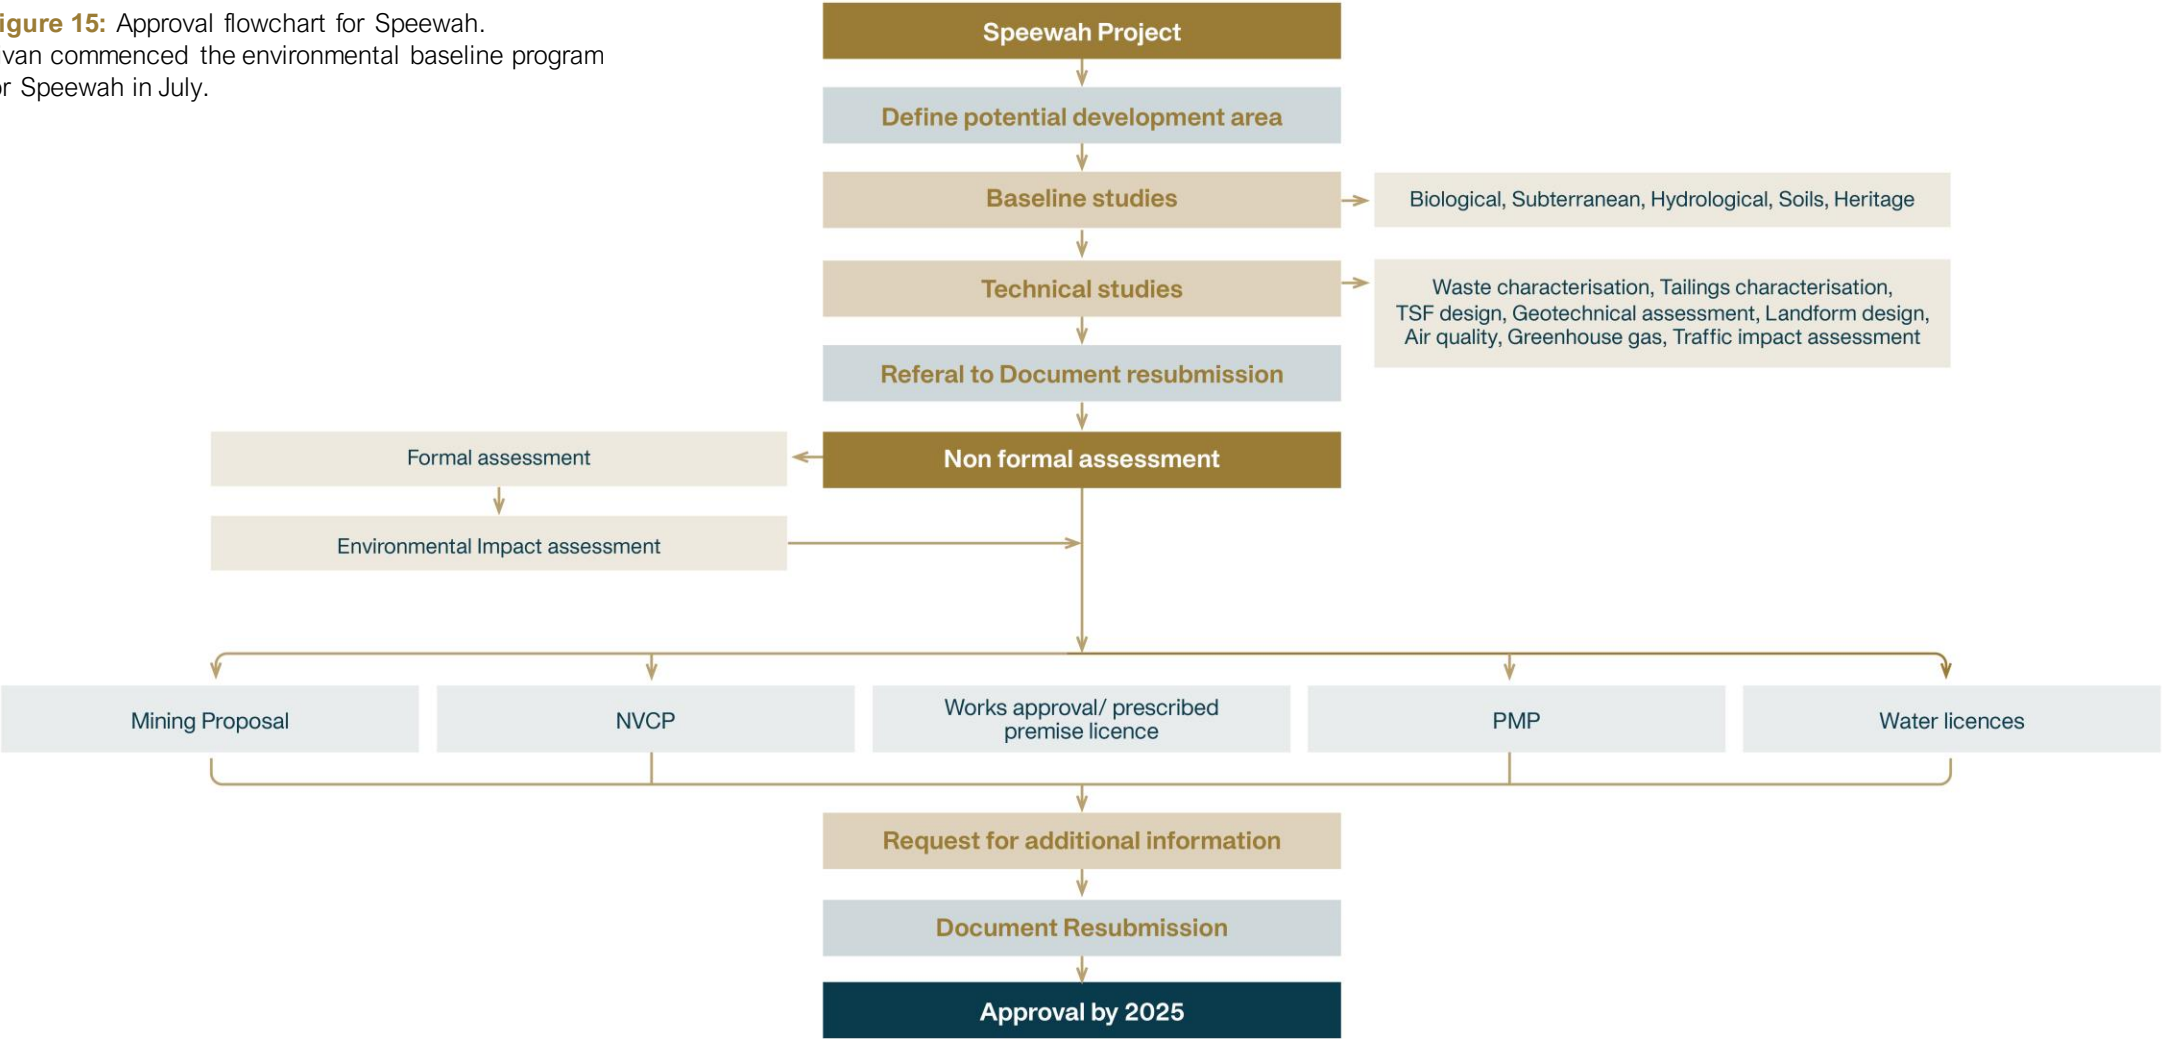 igure 15: Approval flowchart for Speewah.
ivan commenced the environmental baseline program
or Speewah in July.
Speewah Project
Define potential development area
Baseline studies
Biological, Subterranean, Hydrological, Soils, Heritage
Technical studies
Waste characterisation, Tailings characterisation,
TSF design, Geotechnical assessment, Landform design,
Air quality, Greenhouse gas, Traffic impact assessment
Referal to Document resubmission
Formal assessment
Non formal assessment
Environmental Impact assessment
Mining Proposal
NVCP
Works approval/ prescribed
premise licence
PMP
Water licences
Request for additional information
Document Resubmission
Approval by 2025